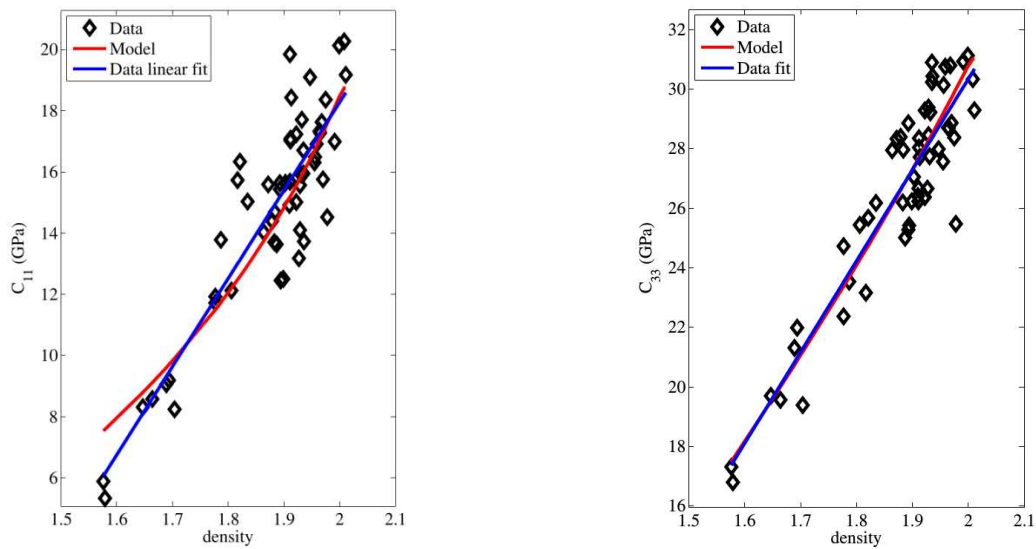 Data
Model
Data linear fit
20
18
16
14
12
10
8
6
C11 (GPa)
1.5 1.6 1.7 1.8 1.9 2 2.1
density
Data
Model
Data fit
32
30
28
26
24
22
20
18
16
C33 (GPa)
1.5 1.6 1.7 1.8 1.9 2 2.1
density